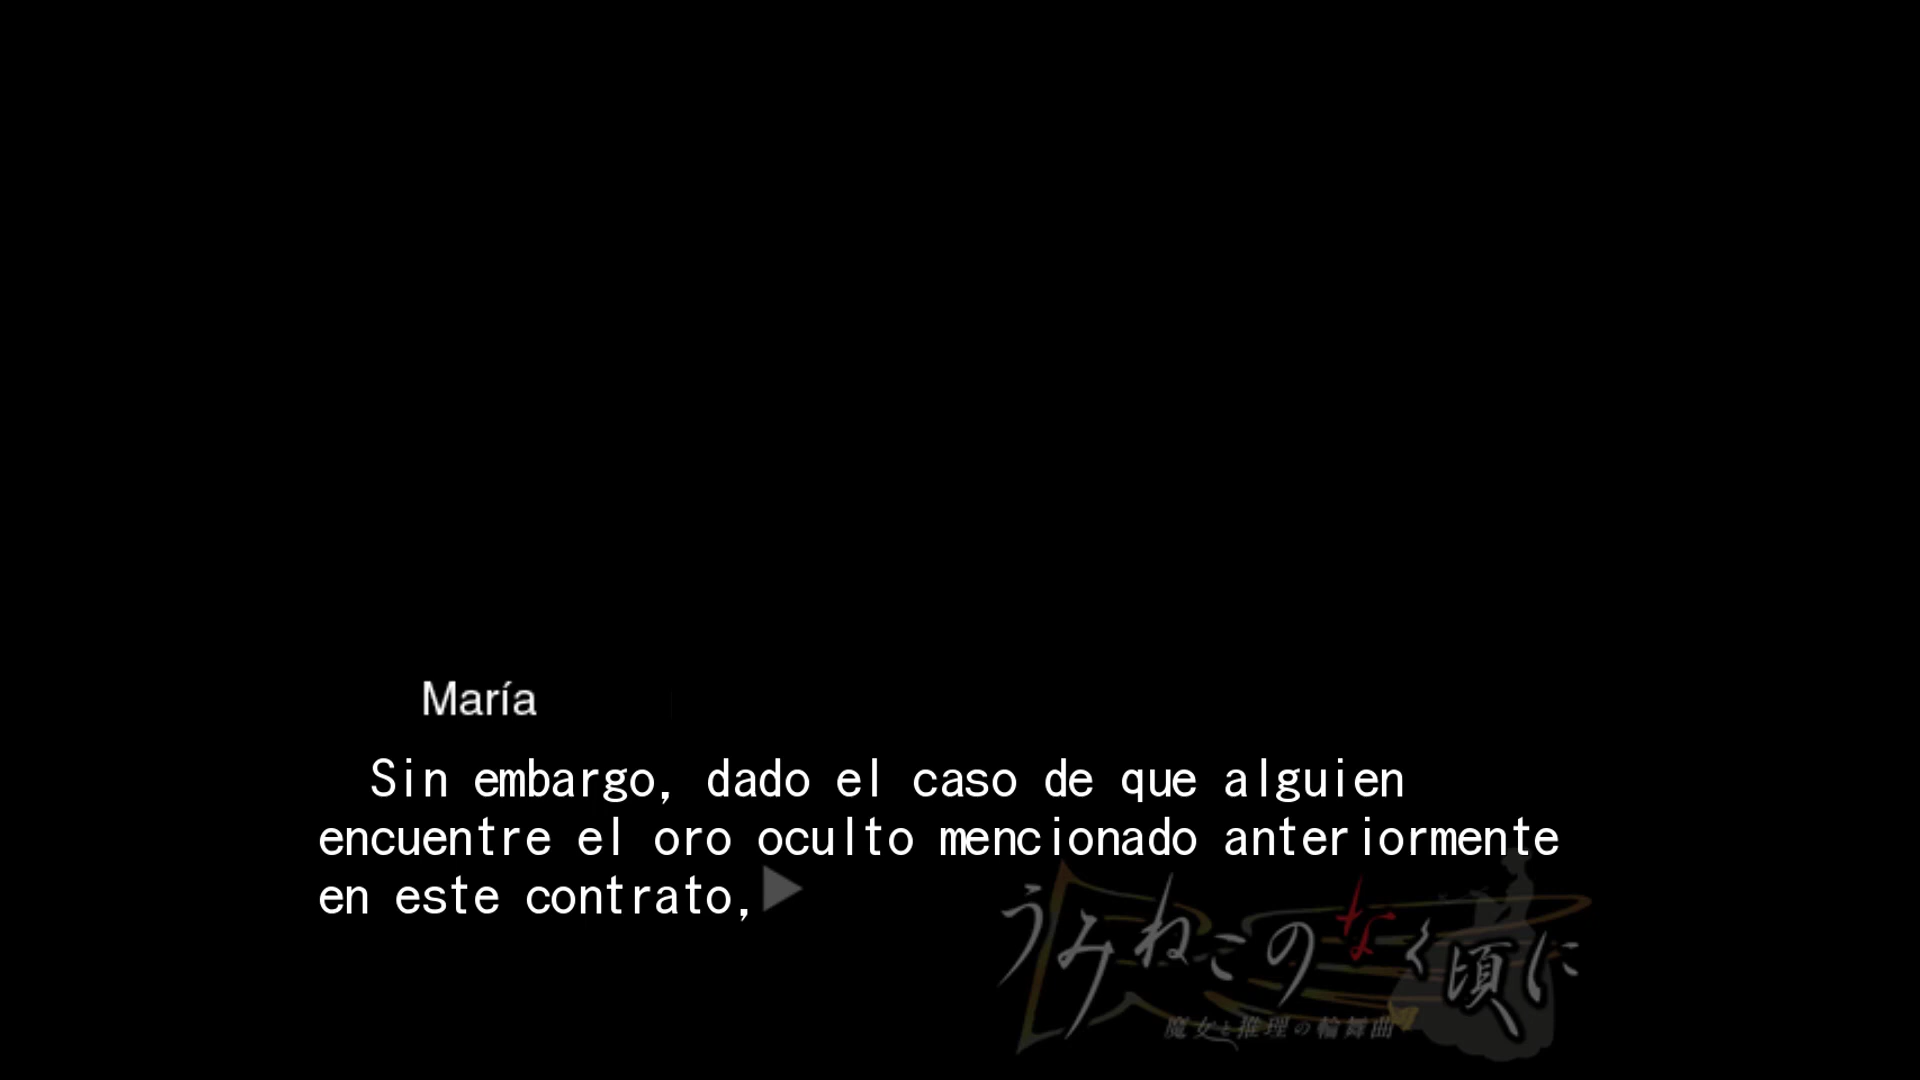 María
Sin embargo, dado el caso de que alguien
encuentre el oro oculto mencionado anteriormente
en este contrato,
うみねこのなく頃に
魔女と推理の輪舞曲